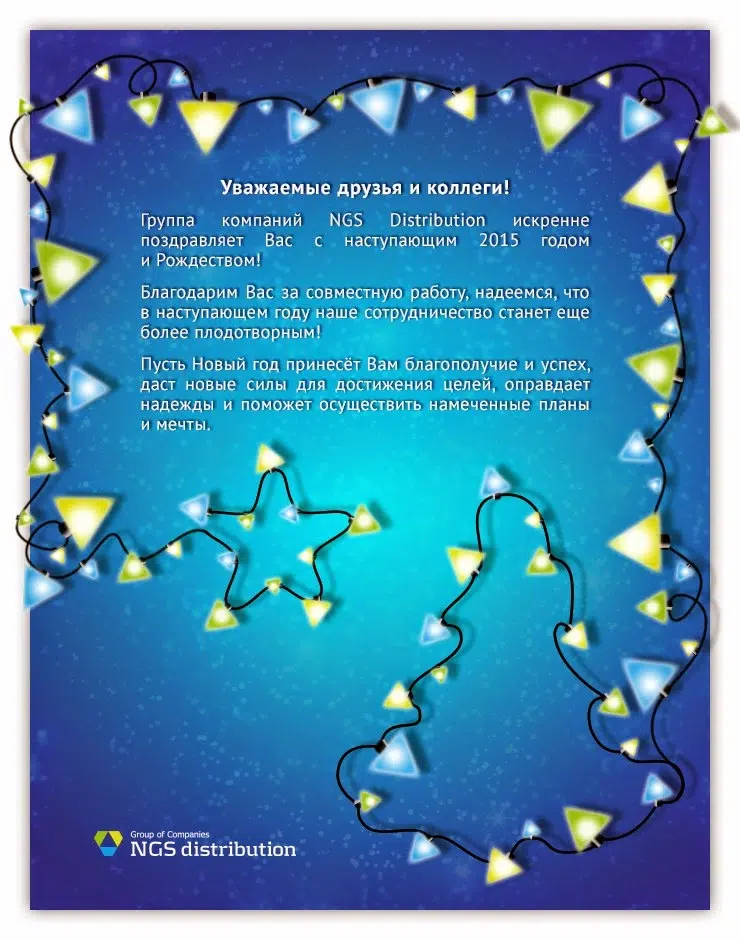 Уважаемые друзья и коллеги!
Группа компаний NGS Distribution искренне
поздравляет Вас с наступающим 2015 годом
и Рождеством!
Благодарим Вас за совместную работу, надеемся, что
в наступающем году наше сотрудничество станет еще
более плодотворным!
Пусть Новый год принесёт Вам благополучие и успех,
даст новые силы для достижения целей, оправдает
надежды и поможет осуществить намеченные планы
и мечты.
Group of Companies
NGS distribution